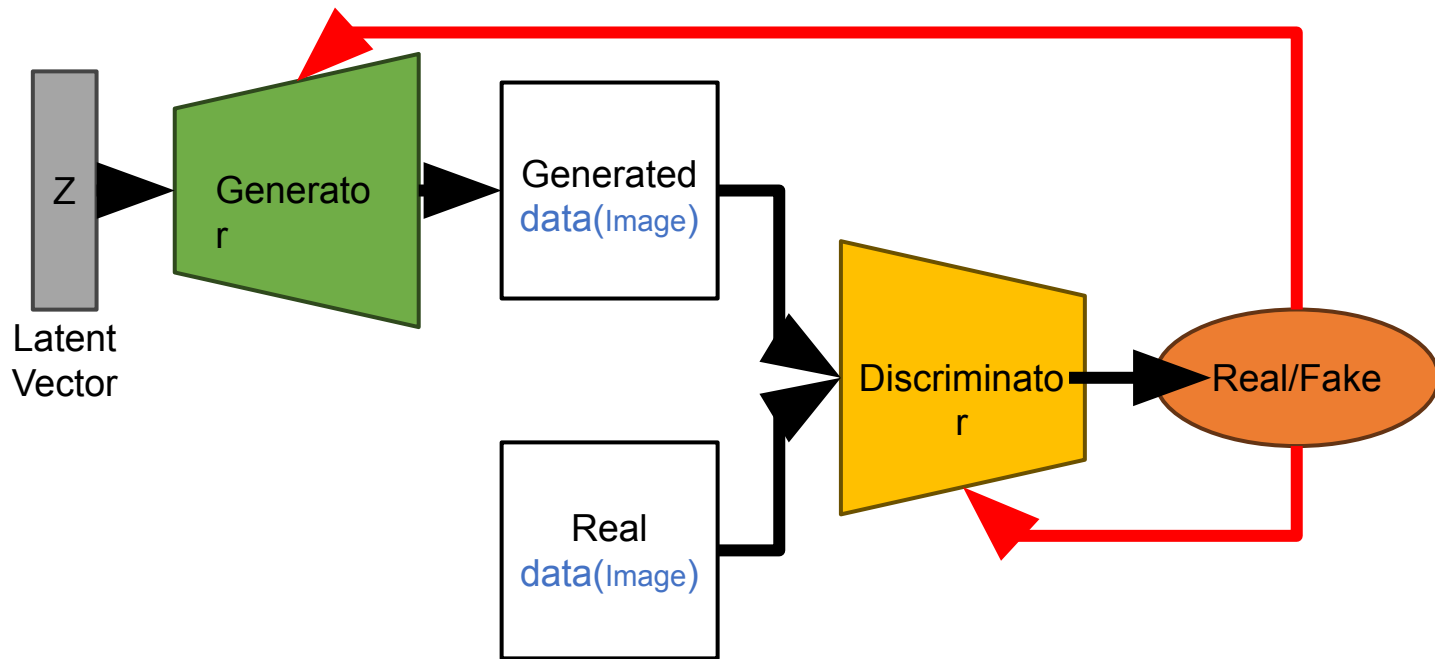 Z
Latent
Vector
Generato
r
Generated
data(Image)
Real
data(Image)
Discriminato
r
Real/Fake